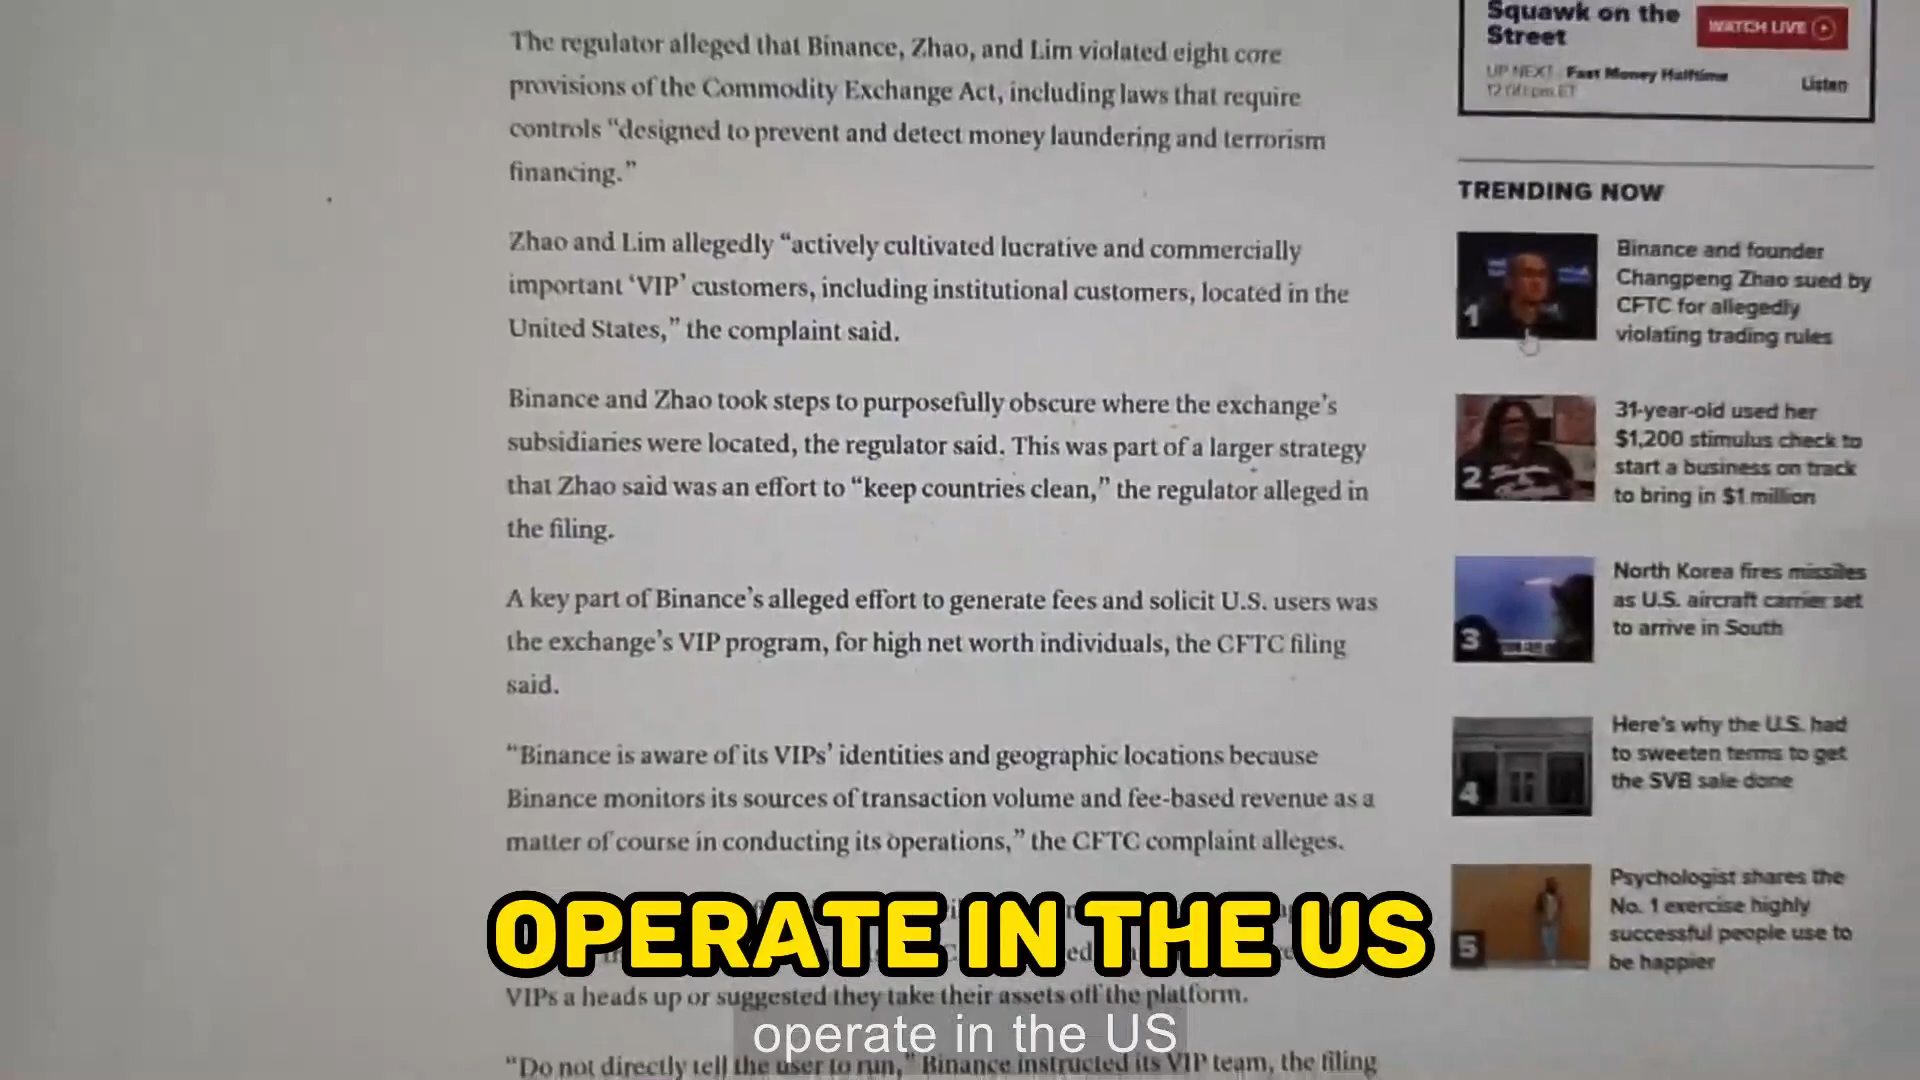 The regulator alleged that Binance, Zhao, and Lim violated eight core
provisions of the Commodity Exchange Act, including laws that require
controls “designed to prevent and detect money laundering and terrorism
financing.”
Zhao and Lim allegedly “actively cultivated lucrative and commercially
important ‘VIP’ customers, including institutional customers, located in the
United States,” the complaint said.
Binance and Zhao took steps to purposefully obscure where the exchange’s
subsidiaries were located, the regulator said. This was part of a larger strategy
that Zhao said was an effort to “keep countries clean,” the regulator alleged in
the filing.
A key part of Binance’s alleged effort to generate fees and solicit U.S. users was
the exchange’s VIP program, for high net worth individuals, the CFTC filing
said.
“Binance is aware of its VIPs’ identities and geographic locations because
Binance monitors its sources of transaction volume and fee-based revenue as a
matter of course in conducting its operations,” the CFTC complaint alleges.
OPERATE IN THE US
VIPs a heads up or suggested they take their assets off the platform.
operate in the US
“Do not directly tell the user to run,” Binance instructed its VIP team, the filing
Squawk on the
Street
WATCH LIVE
UP NEXT Fast Money Halftime
12:00 pm ET
Listen
TRENDING NOW
1
Binance and founder
Changpeng Zhao sued by
CFTC for allegedly
violating trading rules
2
31-year-old used her
$1,200 stimulus check to
start a business on track
to bring in $1 million
3
North Korea fires missiles
as U.S. aircraft carrier set
to arrive in South
4
Here's why the U.S. had
to sweeten terms to get
the SVB sale done
5
Psychologist shares the
No. 1 exercise highly
successful people use to
be happier